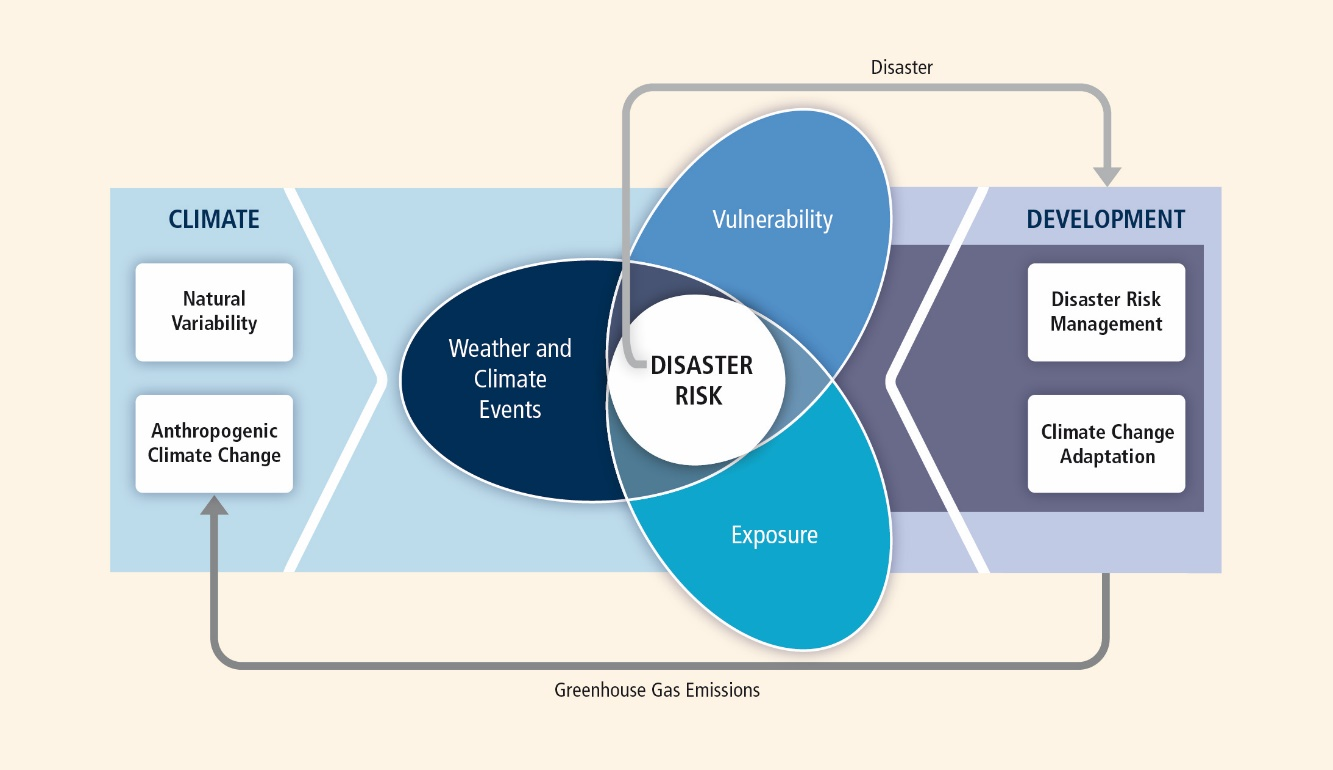 Disaster
CLIMATE
Natural
Variability
Anthropogenic
Climate Change
Vulnerability
Weather and
Climate
Events
DISASTER
RISK
Exposure
DEVELOPMENT
Disaster Risk
Management
Climate Change
Adaptation
Greenhouse Gas Emissions